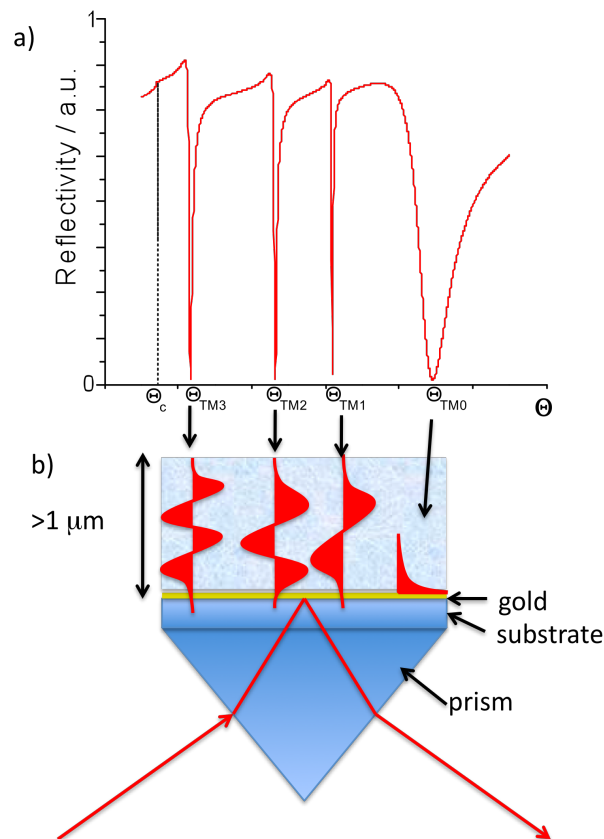 a)
1
Reflectivity / a.u.
0
Θc
ΘTM3
ΘTM2
ΘTM1
ΘTM0
Θ
b)
>1 μm
gold
substrate
prism